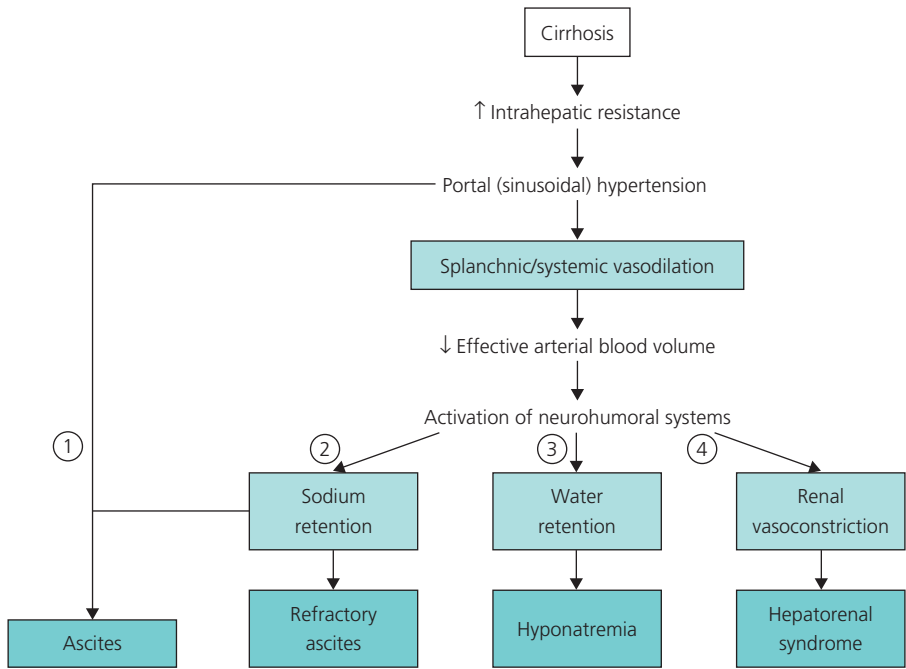 Cirrhosis
↑ Intrahepatic resistance
Portal (sinusoidal) hypertension
Splanchnic/systemic vasodilation
↓ Effective arterial blood volume
Activation of neurohumoral systems
1
2
3
4
Sodium
retention
Water
retention
Renal
vasoconstriction
Ascites
Refractory
ascites
Hyponatremia
Hepatorenal
syndrome